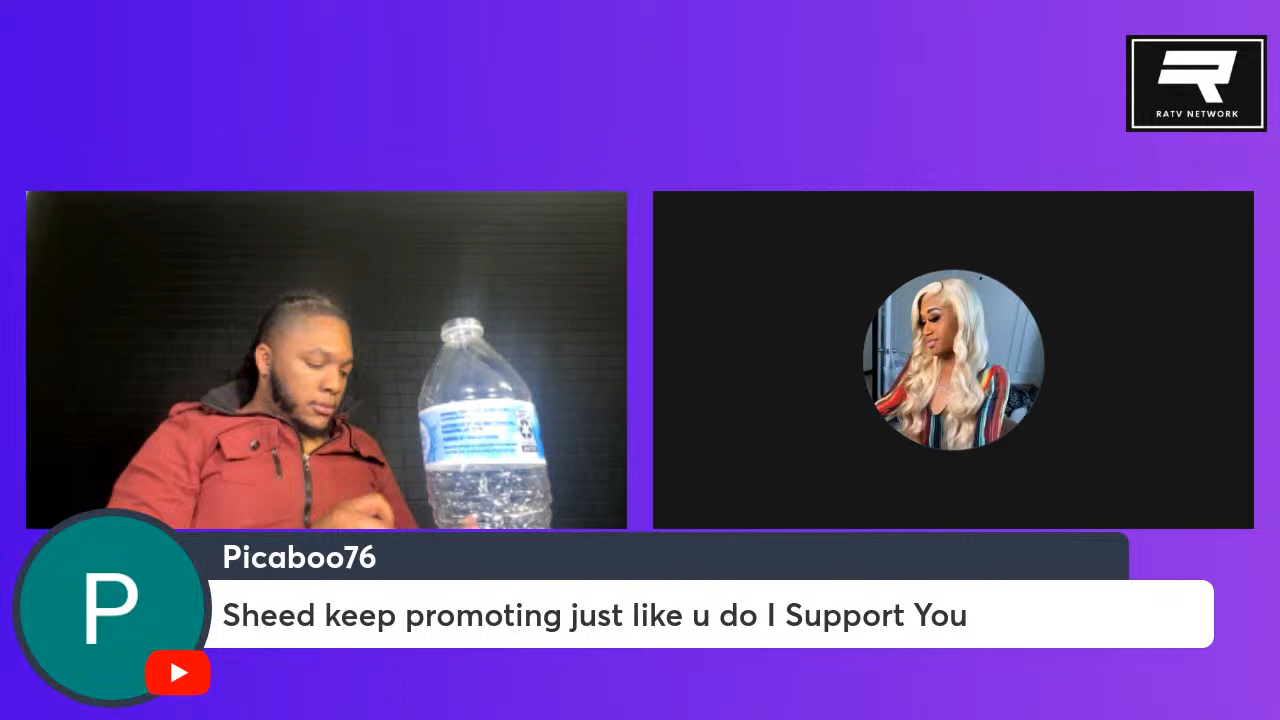 RATV NETWORK
Picaboo76
P
Sheed keep promoting just like u do I Support You